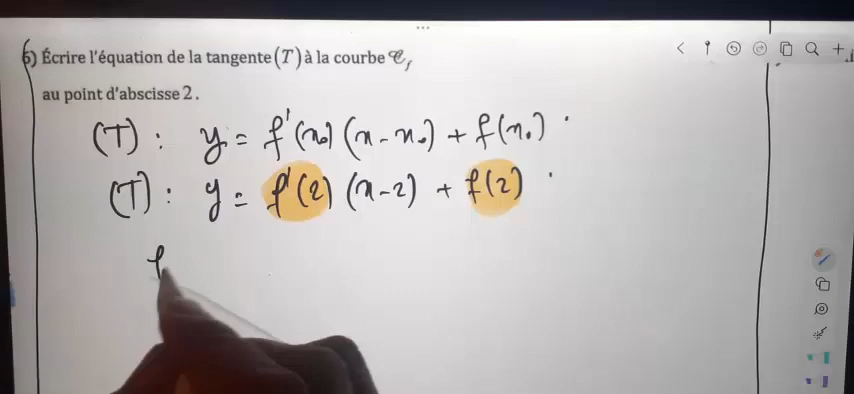 6) Écrire l'équation de la tangente (T) à la courbe 𝒞f
au point d'abscisse 2.
(T) : y = f'(x₀) (x - x₀) + f(x₀) .
(T) : y = f'(2) (x-2) + f(2) .
f